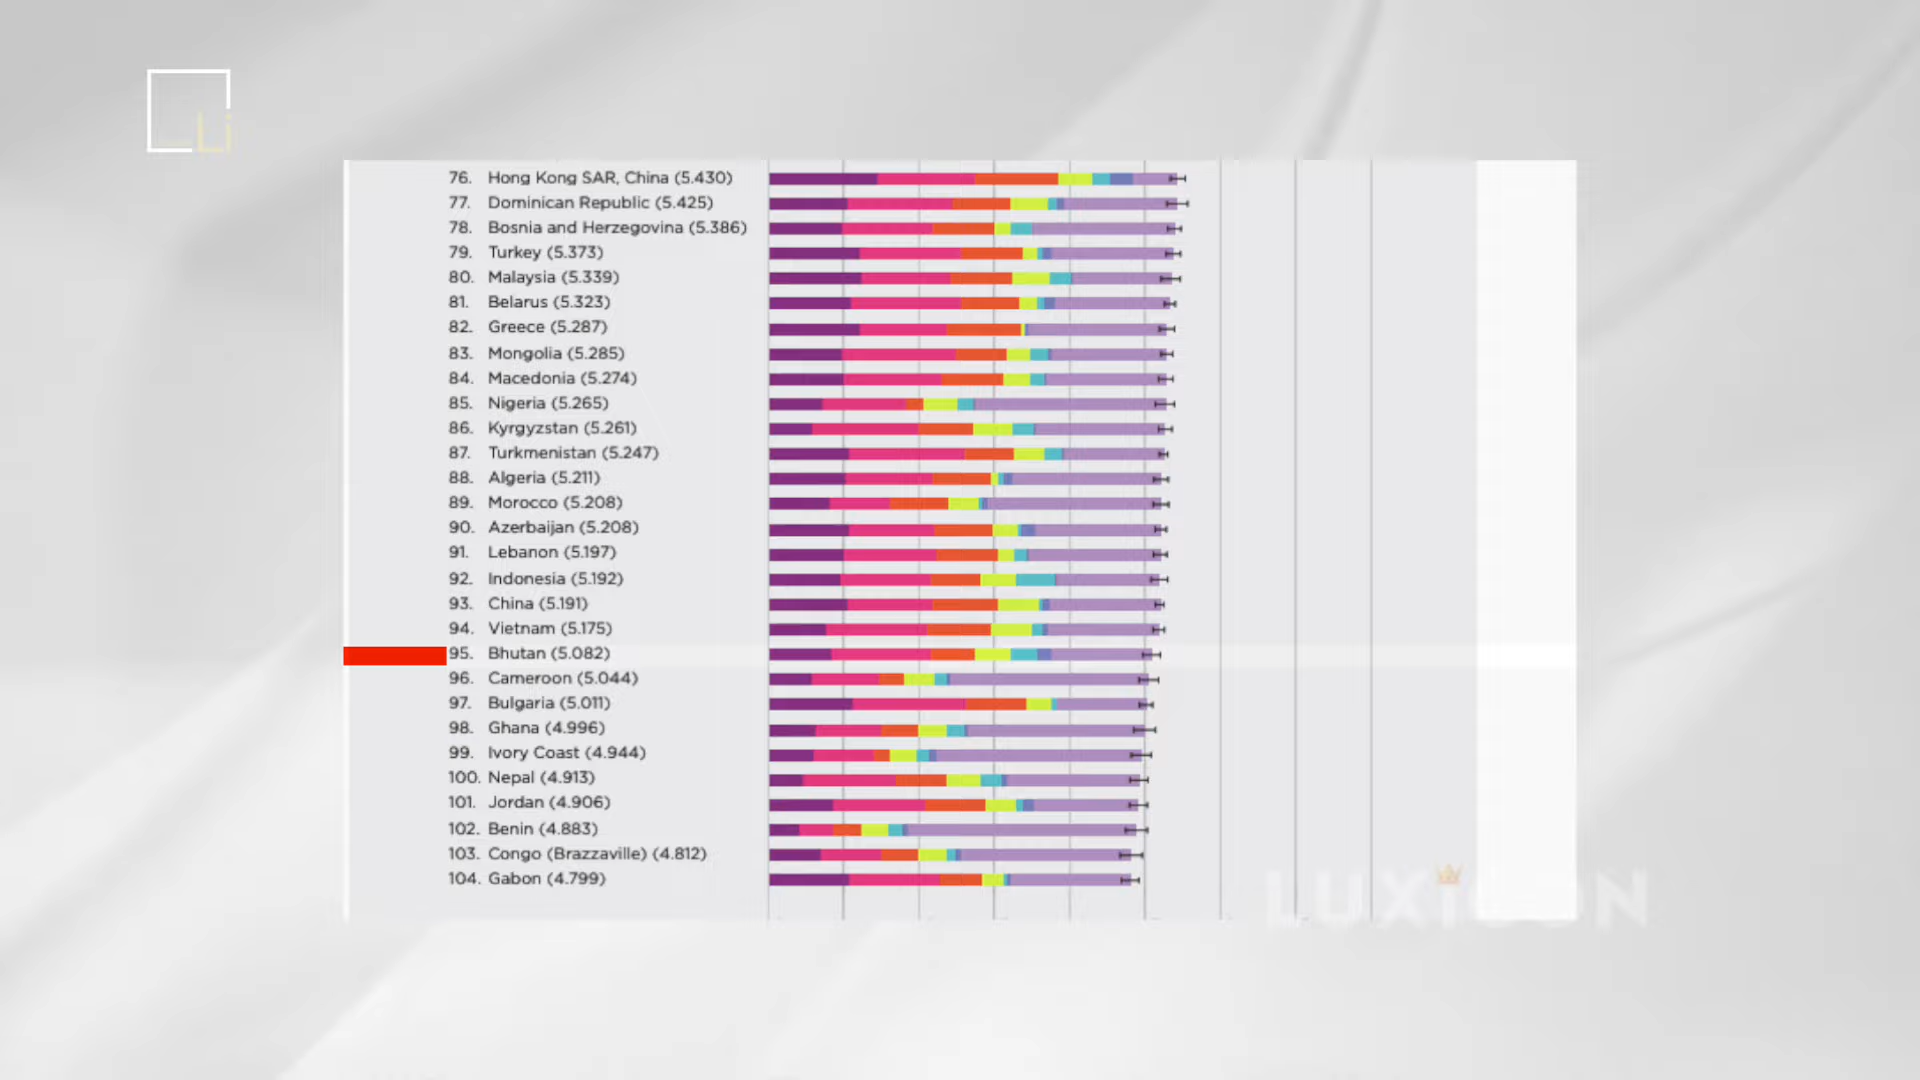 Li
76. Hong Kong SAR, China (5.430)
77. Dominican Republic (5.425)
78. Bosnia and Herzegovina (5.386)
79. Turkey (5.373)
80. Malaysia (5.339)
81. Belarus (5.323)
82. Greece (5.287)
83. Mongolia (5.285)
84. Macedonia (5.274)
85. Nigeria (5.265)
86. Kyrgyzstan (5.261)
87. Turkmenistan (5.247)
88. Algeria (5.211)
89. Morocco (5.208)
90. Azerbaijan (5.208)
91. Lebanon (5.197)
92. Indonesia (5.192)
93. China (5.191)
94. Vietnam (5.175)
95. Bhutan (5.082)
96. Cameroon (5.044)
97. Bulgaria (5.011)
98. Ghana (4.996)
99. Ivory Coast (4.944)
100. Nepal (4.913)
101. Jordan (4.906)
102. Benin (4.883)
103. Congo (Brazzaville) (4.812)
104. Gabon (4.799)